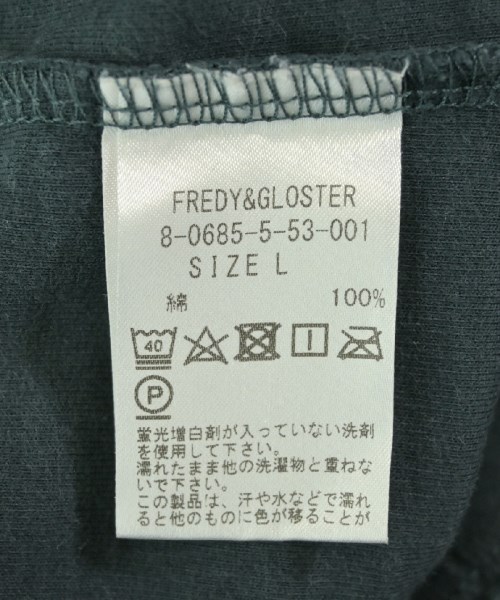 FREDY&GLOSTER
8-0685-5-53-001
SIZE L
綿 100%
40
P
蛍光増白剤が入っていない洗剤
を使用して下さい。
濡れたまま他の洗濯物と重ねな
いで下さい。
この製品は、汗や水などで濡れ
ると他のものに色が移ることが